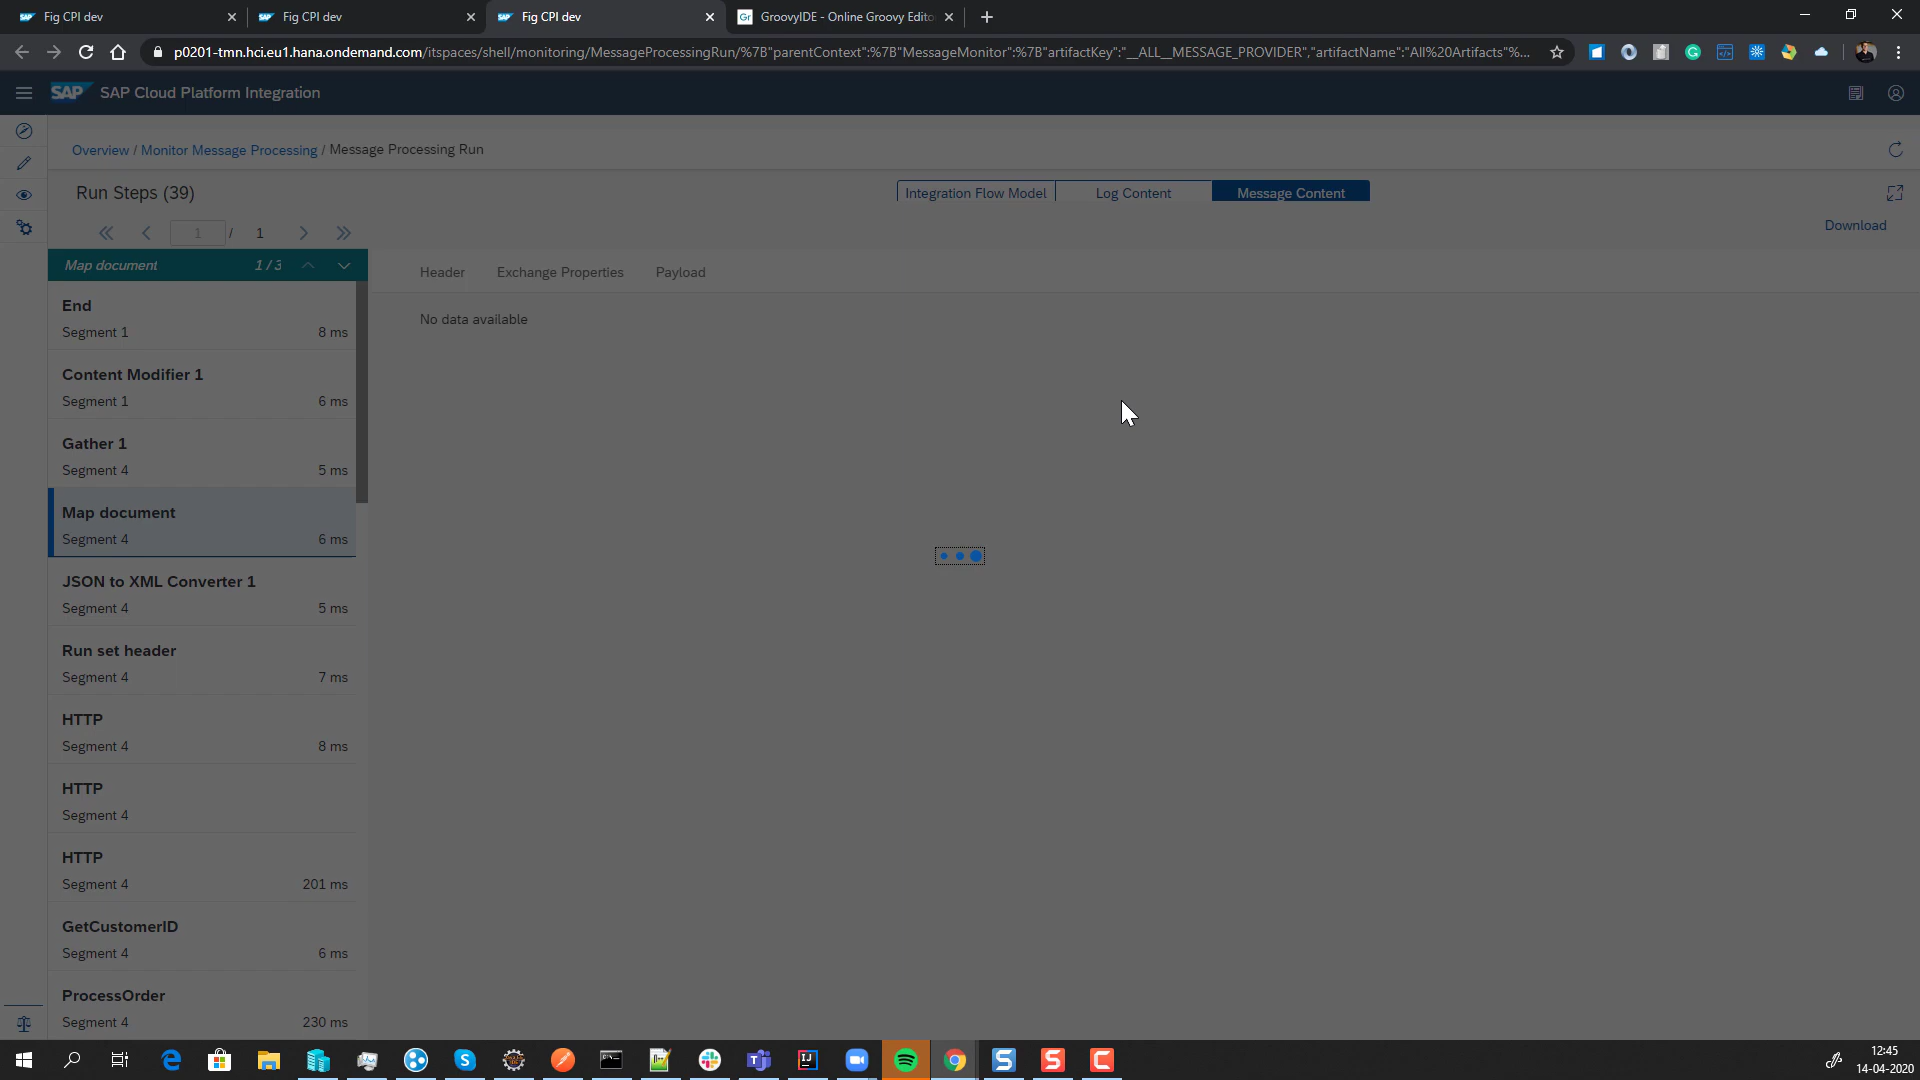 Fig CPI dev
Fig CPI dev
Fig CPI dev
GroovyIDE - Online Groovy Edito
p0201-tmn.hci.eu1.hana.ondemand.com/itspaces/shell/monitoring/MessageProcessingRun/%7B"parentContext":%7B"MessageMonitor":%7B"artifactKey":"__ALL__MESSAGE_PROVIDER","artifactName":"All%20Artifacts"%...
SAP SAP Cloud Platform Integration
Overview / Monitor Message Processing / Message Processing Run
Run Steps (39)
Integration Flow Model
Log Content
Message Content
Download
1 / 1
Map document 1 / 3
Header
Exchange Properties
Payload
No data available
End
Segment 1 8 ms
Content Modifier 1
Segment 1 6 ms
Gather 1
Segment 4 5 ms
Map document
Segment 4 6 ms
JSON to XML Converter 1
Segment 4 5 ms
Run set header
Segment 4 7 ms
HTTP
Segment 4 8 ms
HTTP
Segment 4
HTTP
Segment 4 201 ms
GetCustomerID
Segment 4 6 ms
ProcessOrder
Segment 4 230 ms
12:45
14-04-2020